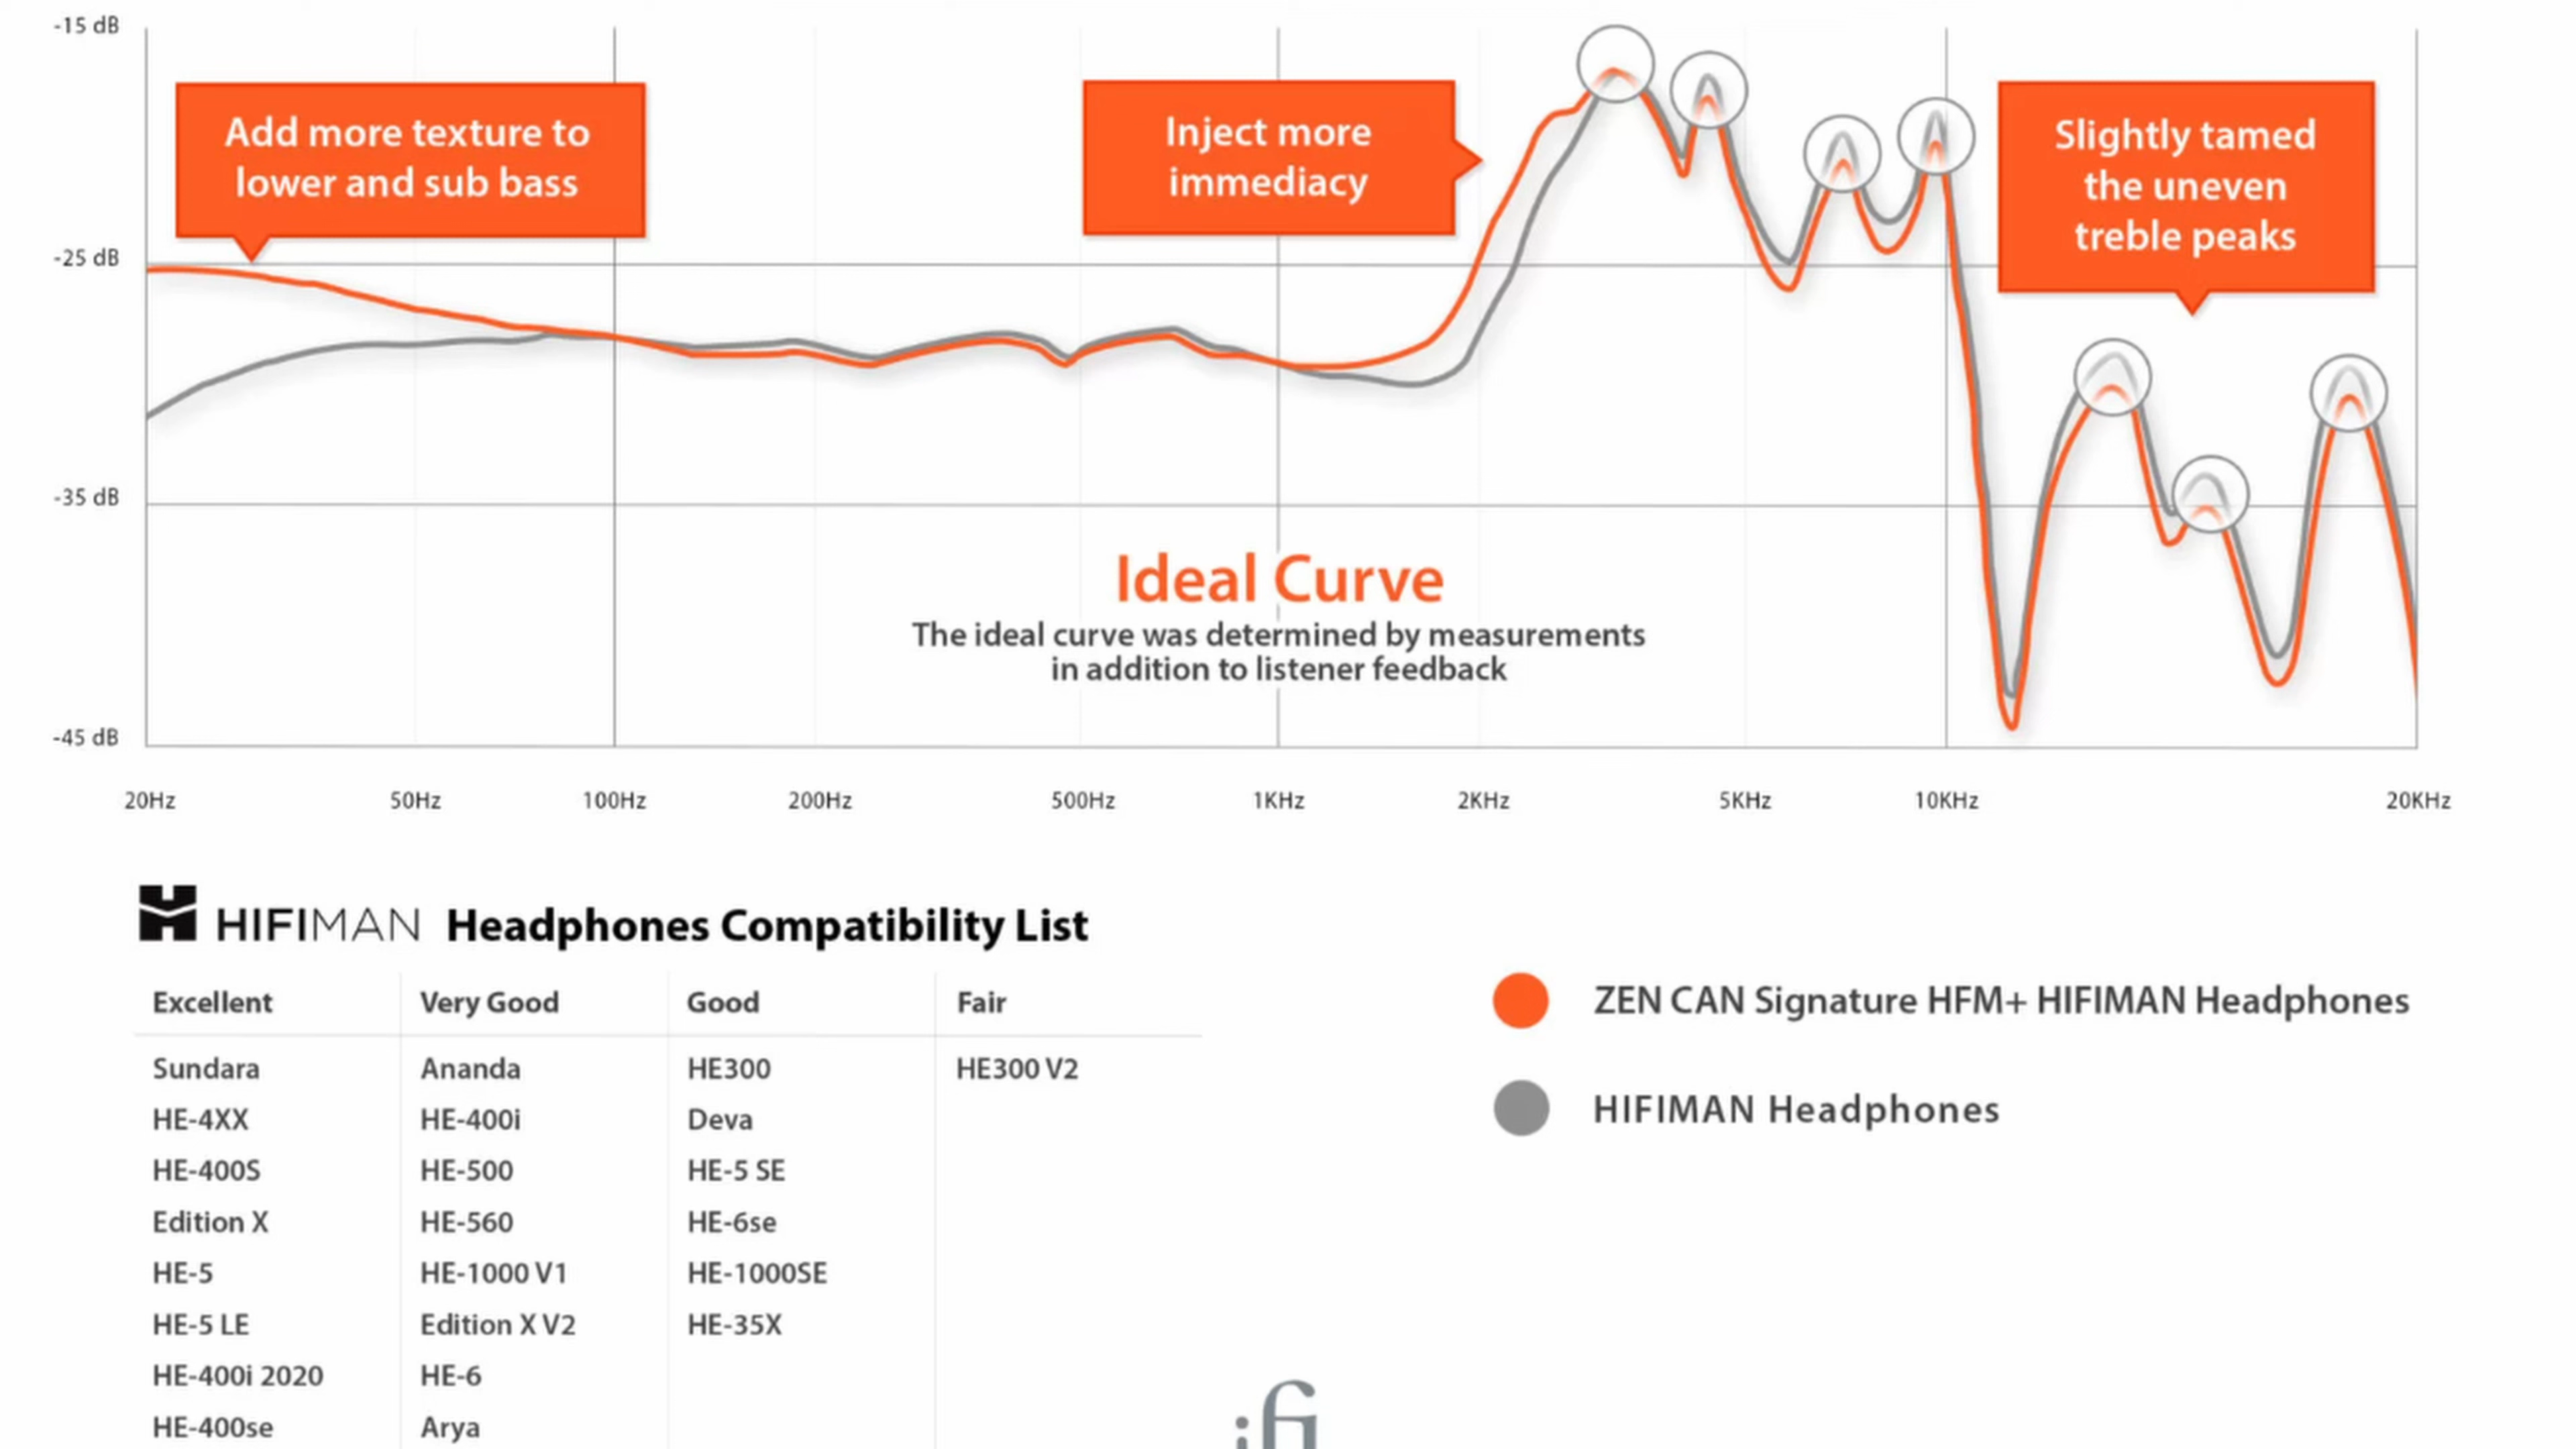 -15 dB
Add more texture to
lower and sub bass
Inject more
immediacy
Slightly tamed
the uneven
treble peaks
-25 dB
-35 dB
Ideal Curve
The ideal curve was determined by measurements
in addition to listener feedback
-45 dB
20Hz 50Hz 100Hz 200Hz 500Hz 1KHz 2KHz 5KHz 10KHz 20KHz
HIFIMAN Headphones Compatibility List
Excellent Very Good Good Fair
Sundara Ananda HE300 HE300 V2
HE-4XX HE-400i Deva
HE-400S HE-500 HE-5 SE
Edition X HE-560 HE-6se
HE-5 HE-1000 V1 HE-1000SE
HE-5 LE Edition X V2 HE-35X
HE-400i 2020 HE-6
HE-400se Arya
ZEN CAN Signature HFM+ HIFIMAN Headphones
HIFIMAN Headphones
ifi